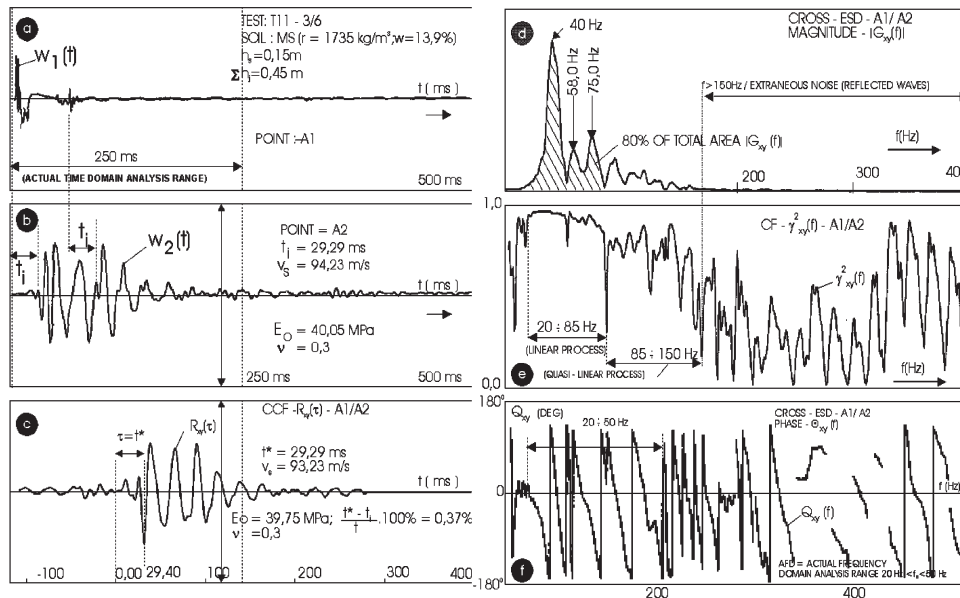 a
W1(t)
TEST: T11 - 3/6
SOIL : MS (r = 1735 kg/m³;w=13,9%)
hs=0,15m
Σhj=0,45 m
t ( ms )
POINT :-A1
250 ms
(ACTUAL TIME DOMAIN ANALYSIS RANGE)
500 ms
b
ti
ti
W2(t)
POINT = A2
ti = 29,29 ms
vs = 94,23 m/s
t ( ms )
EO = 40,05 MPa
ν = 0,3
250 ms
500 ms
c
τ=t*
Rxy(τ)
CCF -Rxy(τ) - A1/A2
t* = 29,29 ms
vs = 93,23 m/s
t ( ms )
EO = 39,75 MPa; t* - ti / t .100% = 0,37%
ν =0,3
-100
0,00
29,40
100
200
300
400
d
40 Hz
58,0 Hz
75,0 Hz
CROSS - ESD - A1/ A2
MAGNITUDE - |Gxy(f)|
f>150Hz / EXTRANEOUS NOISE (REFLECTED WAVES)
80% OF TOTAL AREA |Gxy (f)|
f(Hz)
200
300
400
1,0
CF - γ²xy(f) - A1/A2
γ²xy(f)
20 ÷ 85 Hz
(LINEAR PROCESS)
85 ÷ 150 Hz
(QUASI - LINEAR PROCESS)
0,0
e
f(Hz)
180°
Qxy (DEG)
20 ÷ 50 Hz
CROSS - ESD - A1/ A2
PHASE - Θxy(f)
0
f (Hz)
Qxy (f)
f
AFD = ACTUAL FREQUENCY
DOMAIN ANALYSIS RANGE 20 Hz <fs<50 Hz
-180°
200
400